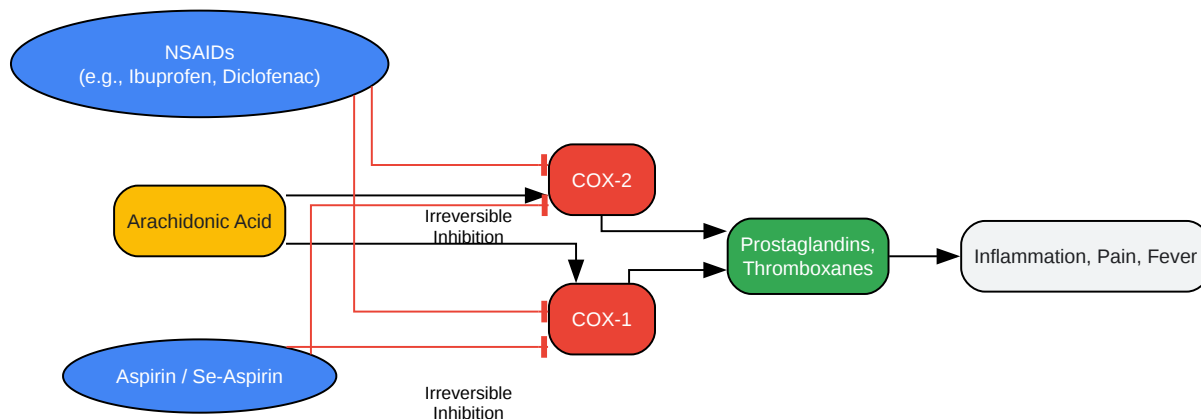 NSAIDs
(e.g., Ibuprofen, Diclofenac)
COX-2
Arachidonic Acid
Irreversible
Inhibition
Prostaglandins,
Thromboxanes
Inflammation, Pain, Fever
COX-1
Aspirin / Se-Aspirin
Irreversible
Inhibition